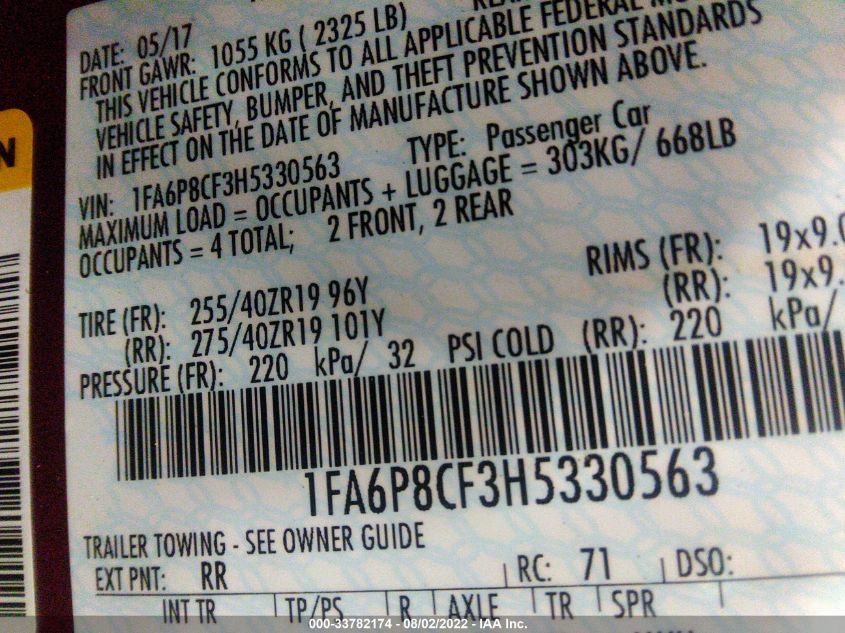 DATE: 05/17
FRONT GAWR: 1055 KG ( 2325 LB)
THIS VEHICLE CONFORMS TO ALL APPLICABLE FEDERAL
VEHICLE SAFETY, BUMPER, AND THEFT PREVENTION STANDARDS
IN EFFECT ON THE DATE OF MANUFACTURE SHOWN ABOVE.
VIN: 1FA6P8CF3H5330563 TYPE: Passenger Car
MAXIMUM LOAD = OCCUPANTS + LUGGAGE = 303KG/ 668LB
OCCUPANTS = 4 TOTAL; 2 FRONT, 2 REAR
RIMS (FR): 19x9.0
TIRE (FR): 255/40ZR19 96Y (RR): 19x9.
(RR): 275/40ZR19 101Y
PRESSURE (FR): 220 kPa/ 32 PSI COLD (RR): 220 kPa/
1FA6P8CF3H5330563
TRAILER TOWING - SEE OWNER GUIDE
EXT PNT: RR RC: 71 DSO:
INT TR TP/PS R AXLE TR SPR
000-33782174 - 08/02/2022 - IAA Inc.
N